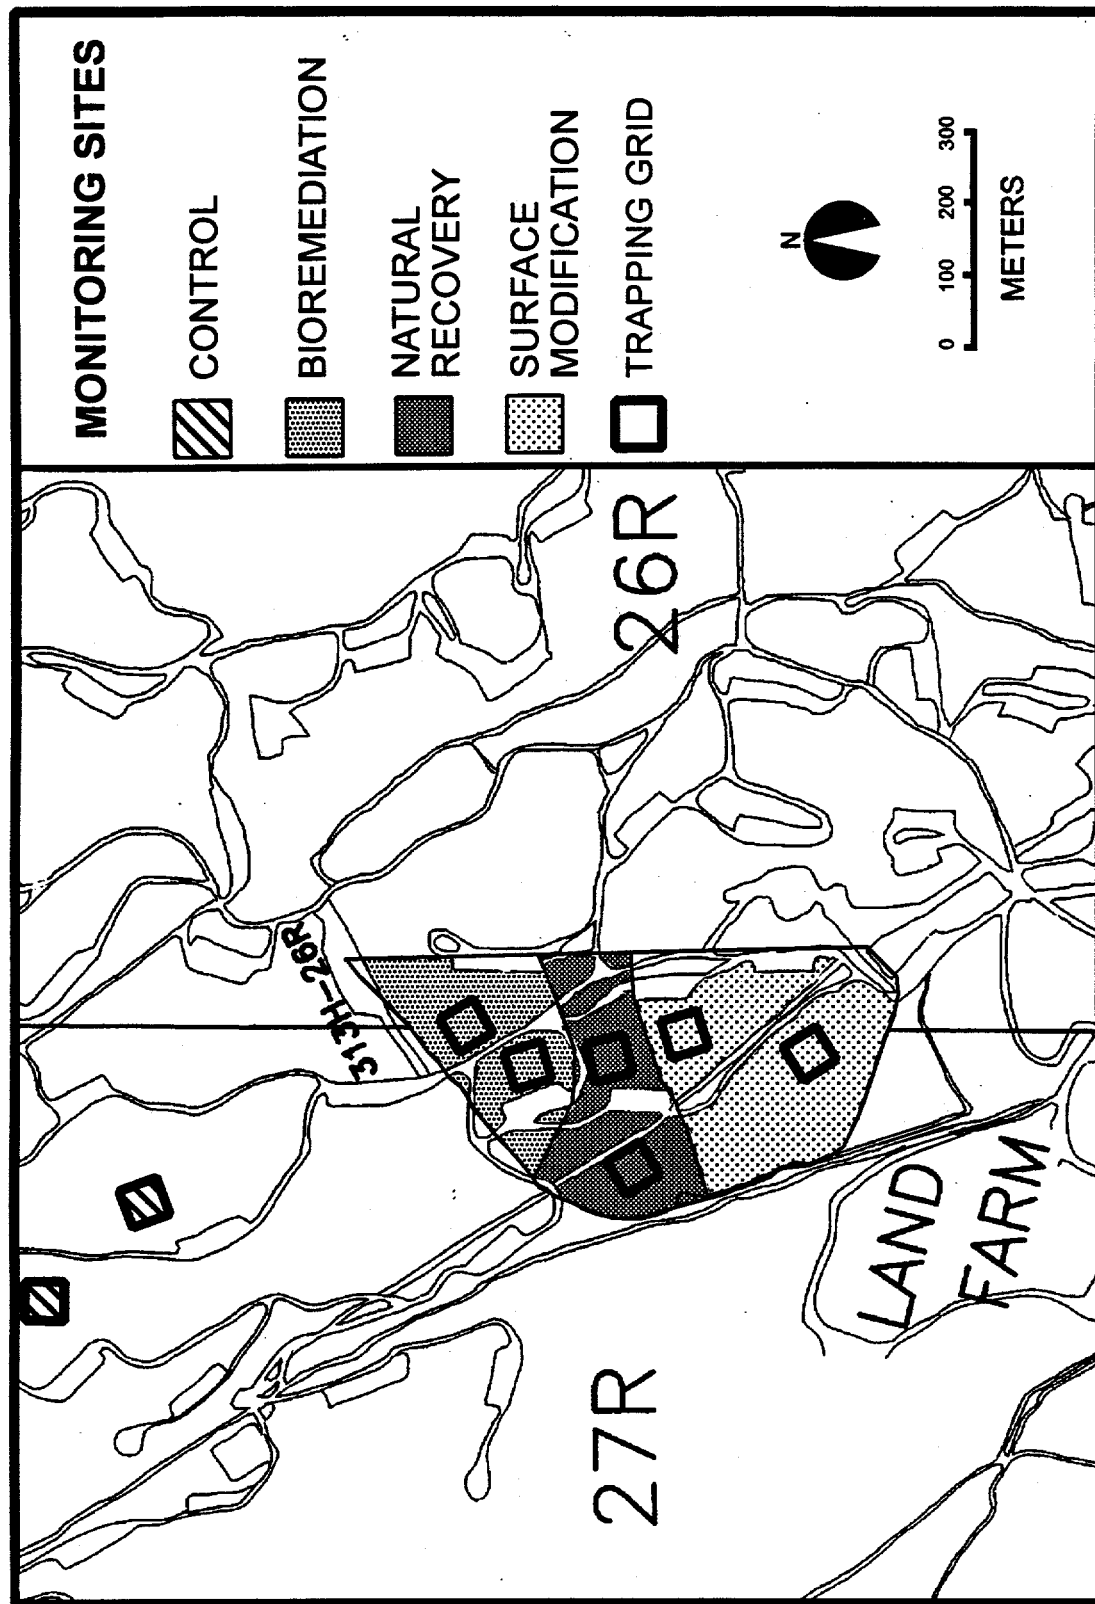 MONITORING SITES
CONTROL
BIOREMEDIATION
NATURAL
RECOVERY
SURFACE
MODIFICATION
TRAPPING GRID
N
0 100 200 300
METERS
313H-26R
26R
27R
LAND
FARM